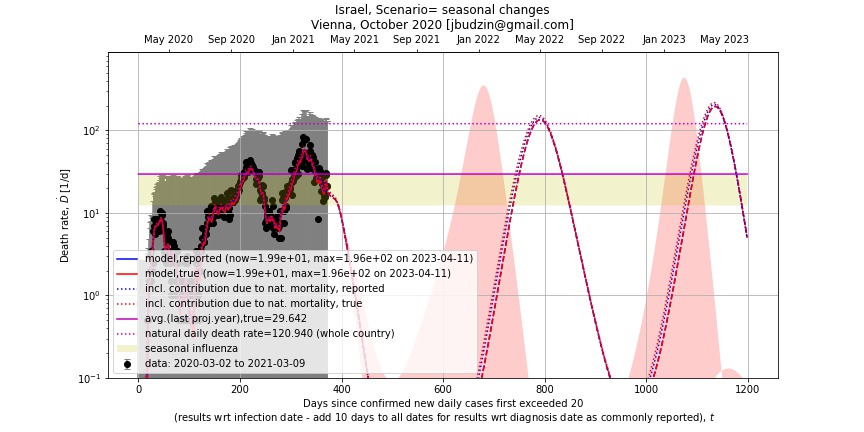 Israel, Scenario= seasonal changes
Vienna, October 2020 [jbudzin@gmail.com]
May 2020 Sep 2020 Jan 2021 May 2021 Sep 2021 Jan 2022 May 2022 Sep 2022 Jan 2023 May 2023
Death rate, Ḋ [1/d]
10²
10¹
10⁰
10⁻¹
model,reported (now=1.99e+01, max=1.96e+02 on 2023-04-11)
model,true (now=1.99e+01, max=1.96e+02 on 2023-04-11)
incl. contribution due to nat. mortality, reported
incl. contribution due to nat. mortality, true
avg.(last proj.year),true=29.642
natural daily death rate=120.940 (whole country)
seasonal influenza
data: 2020-03-02 to 2021-03-09
0 200 400 600 800 1000 1200
Days since confirmed new daily cases first exceeded 20
(results wrt infection date - add 10 days to all dates for results wrt diagnosis date as commonly reported), t